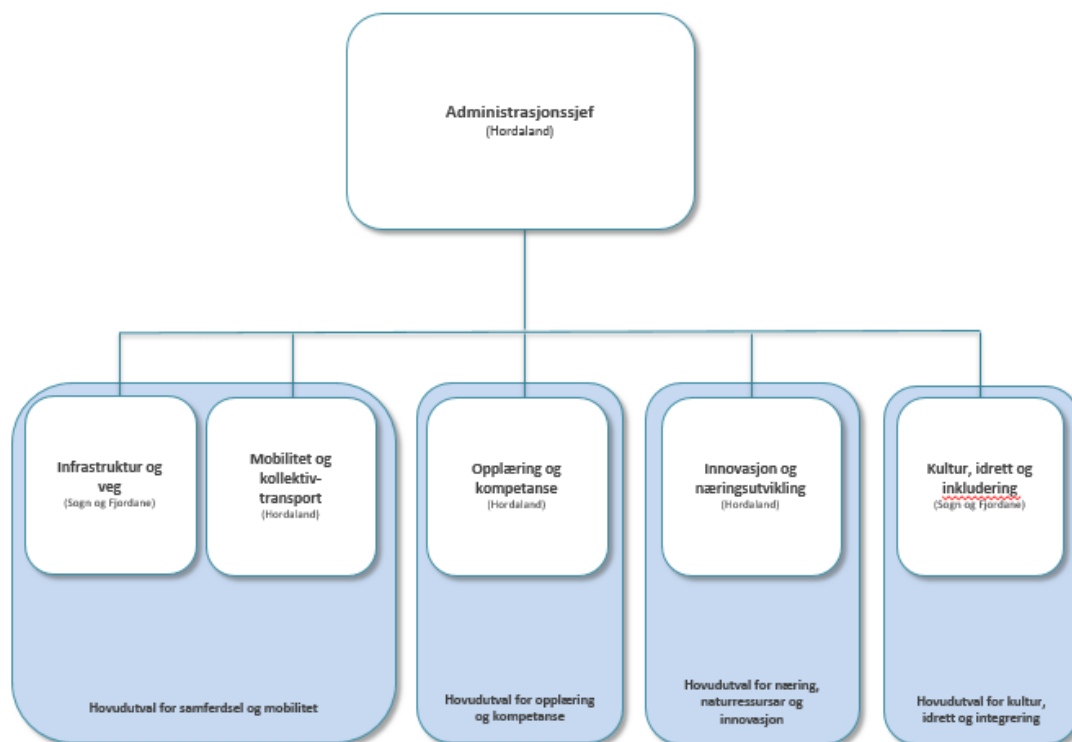 Administrasjonssjef
(Hordaland)
Infrastruktur og
veg
(Sogn og Fjordane)
Mobilitet og
kollektiv-
transport
(Hordaland)
Opplæring og
kompetanse
(Hordaland)
Innovasjon og
næringsutvikling
(Hordaland)
Kultur, idrett og
inkludering
(Sogn og Fjordane)
Hovudutval for samferdsel og mobilitet
Hovudutval for opplæring
og kompetanse
Hovudutval for næring,
naturressursar og
innovasjon
Hovudutval for kultur,
idrett og integrering